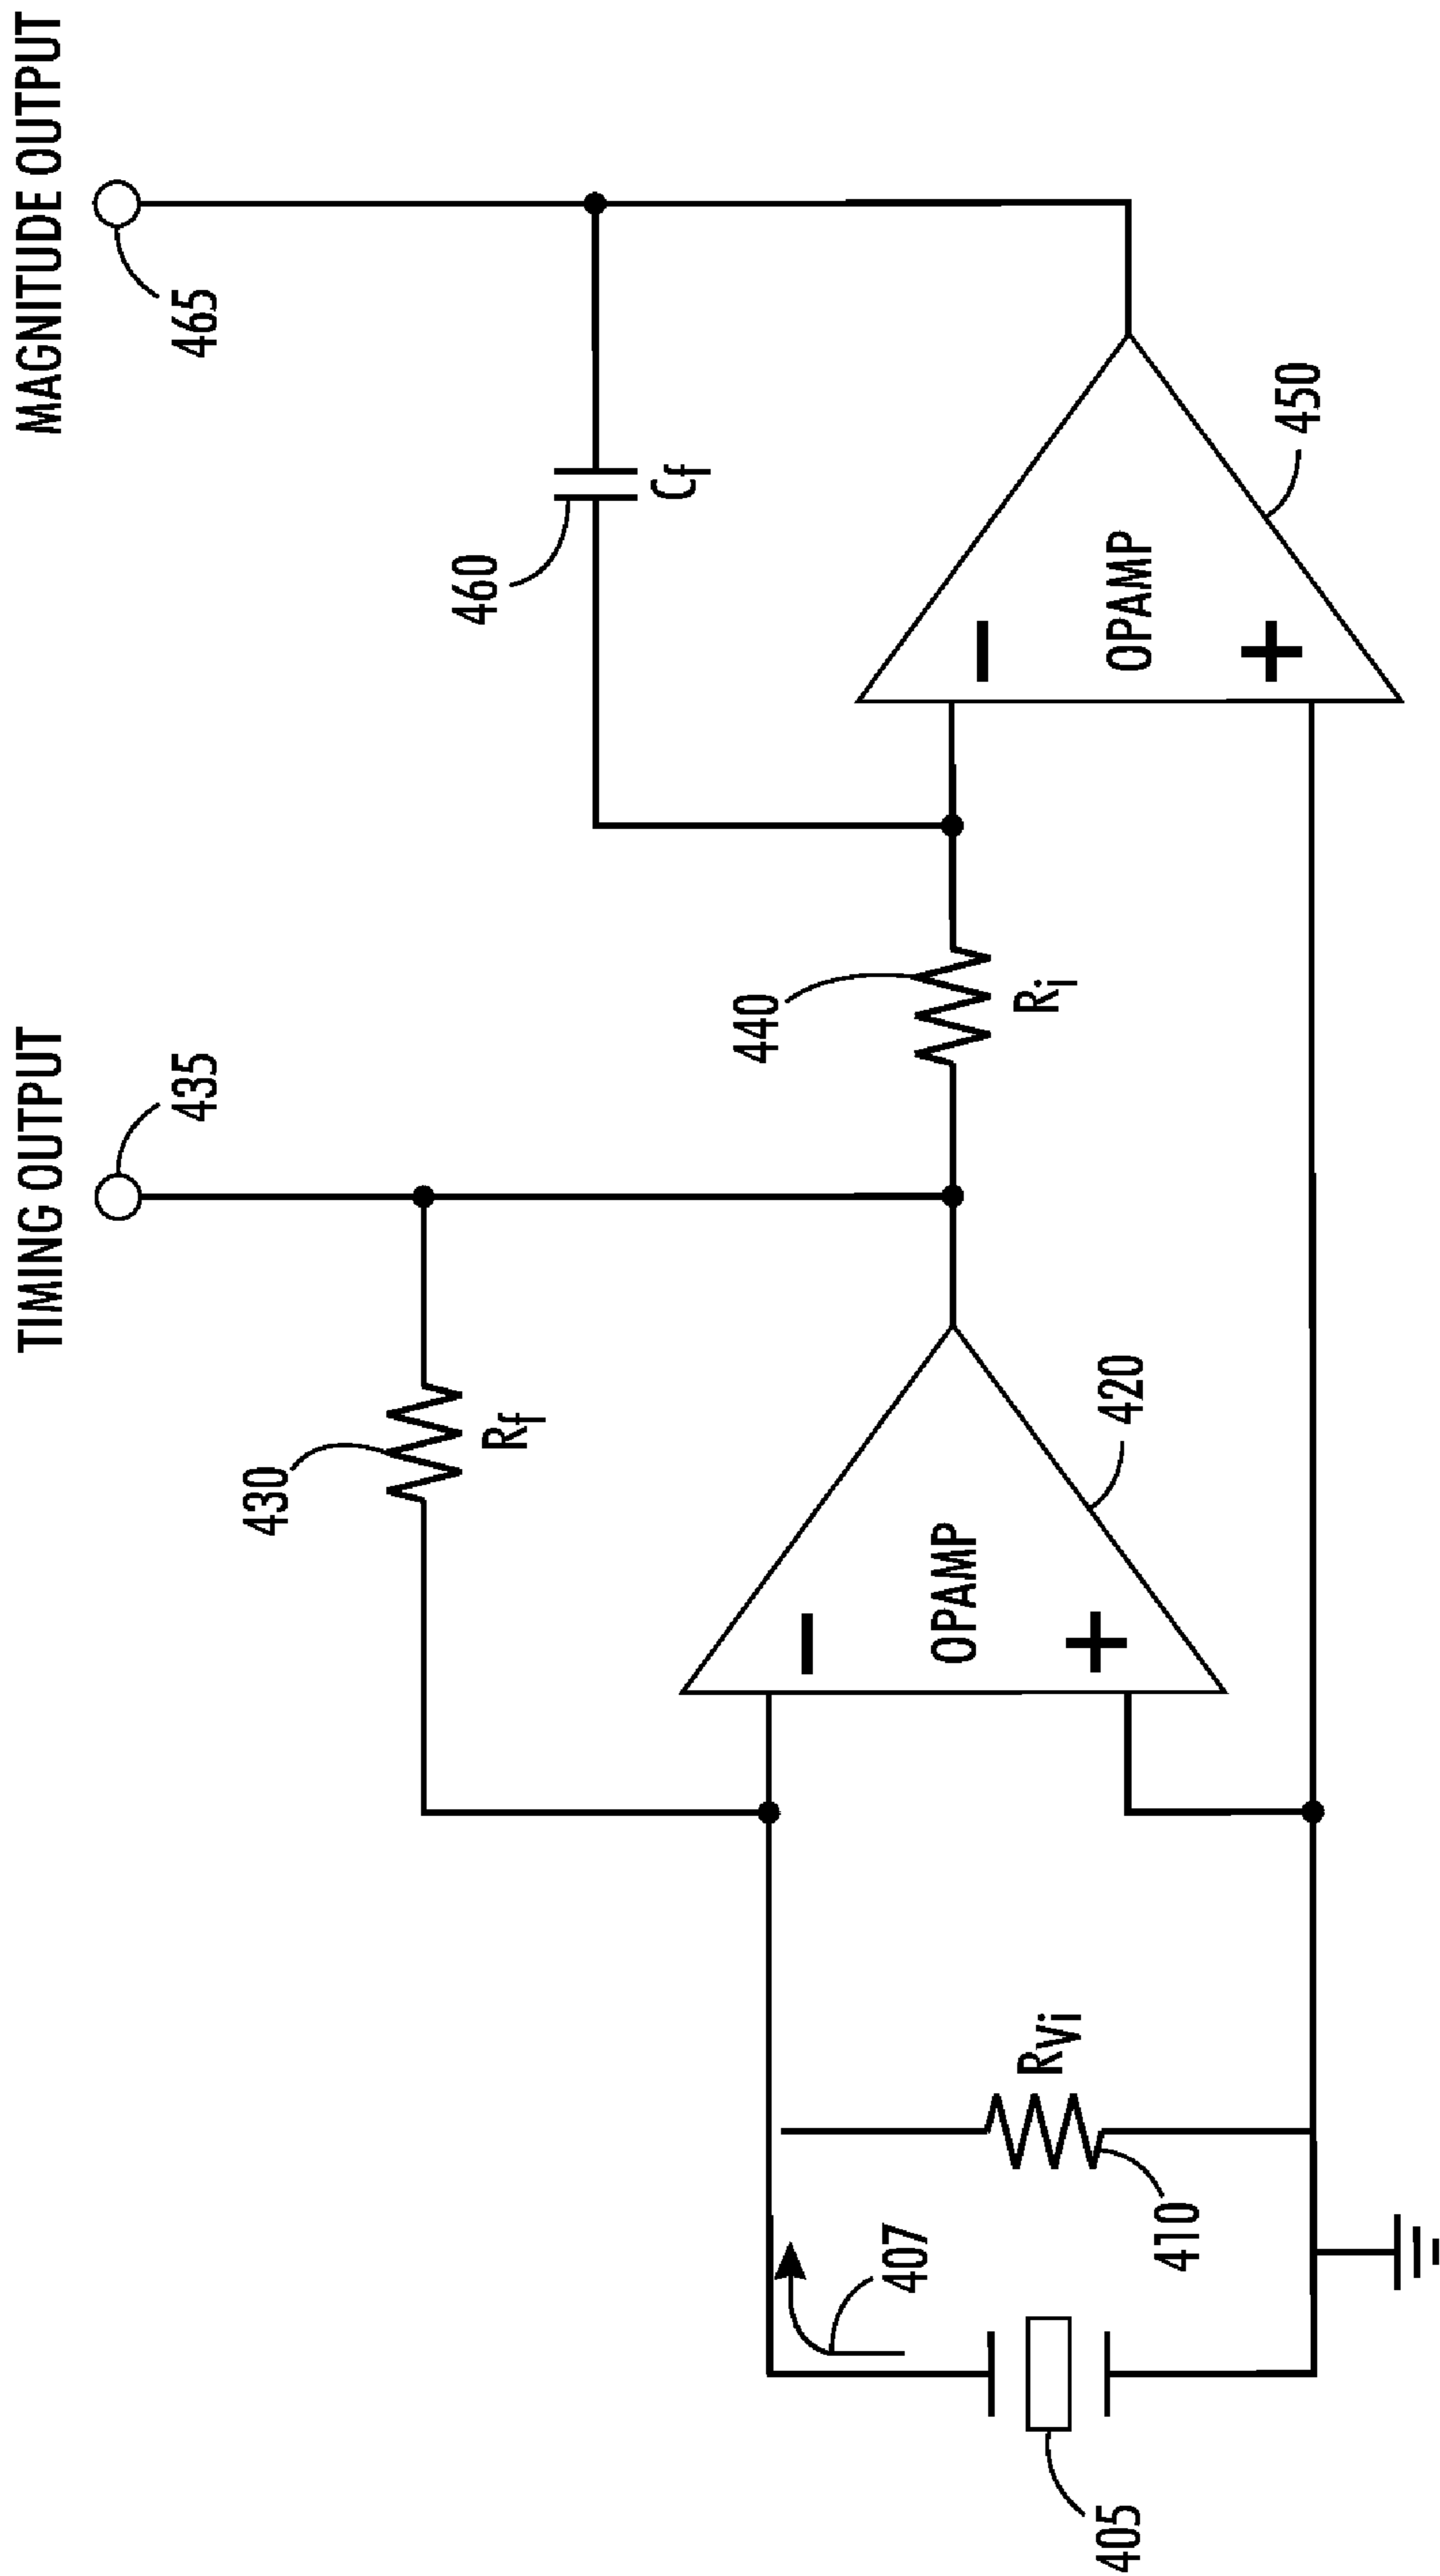 TIMING OUTPUT
MAGNITUDE OUTPUT
435
465
430
Rf
460
Cf
440
Ri
OPAMP
420
OPAMP
450
407
RVi
410
405